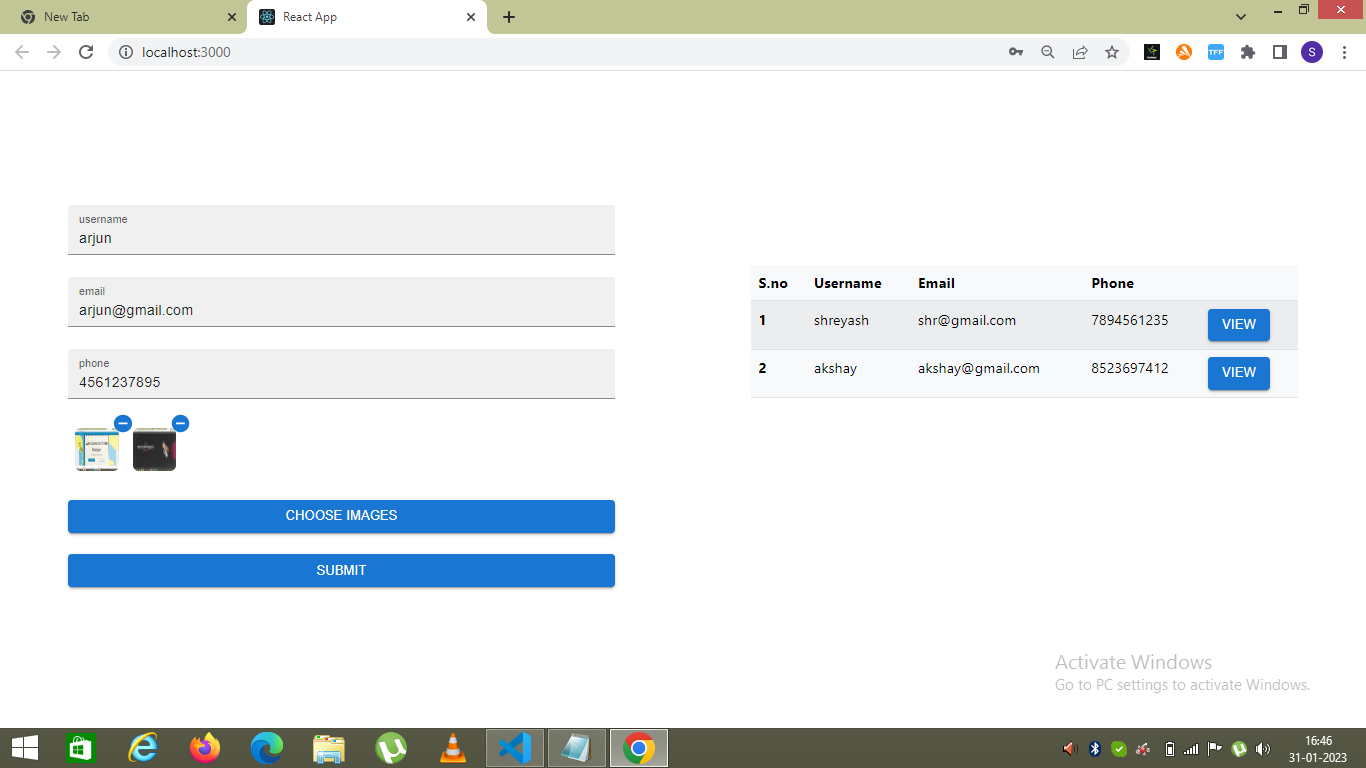 New Tab
React App
localhost:3000
TFF
S
username
arjun
email
arjun@gmail.com
phone
4561237895
CHOOSE IMAGES
SUBMIT
S.no Username Email Phone
1 shreyash shr@gmail.com 7894561235 VIEW
2 akshay akshay@gmail.com 8523697412 VIEW
Activate Windows
Go to PC settings to activate Windows.
16:46
31-01-2023